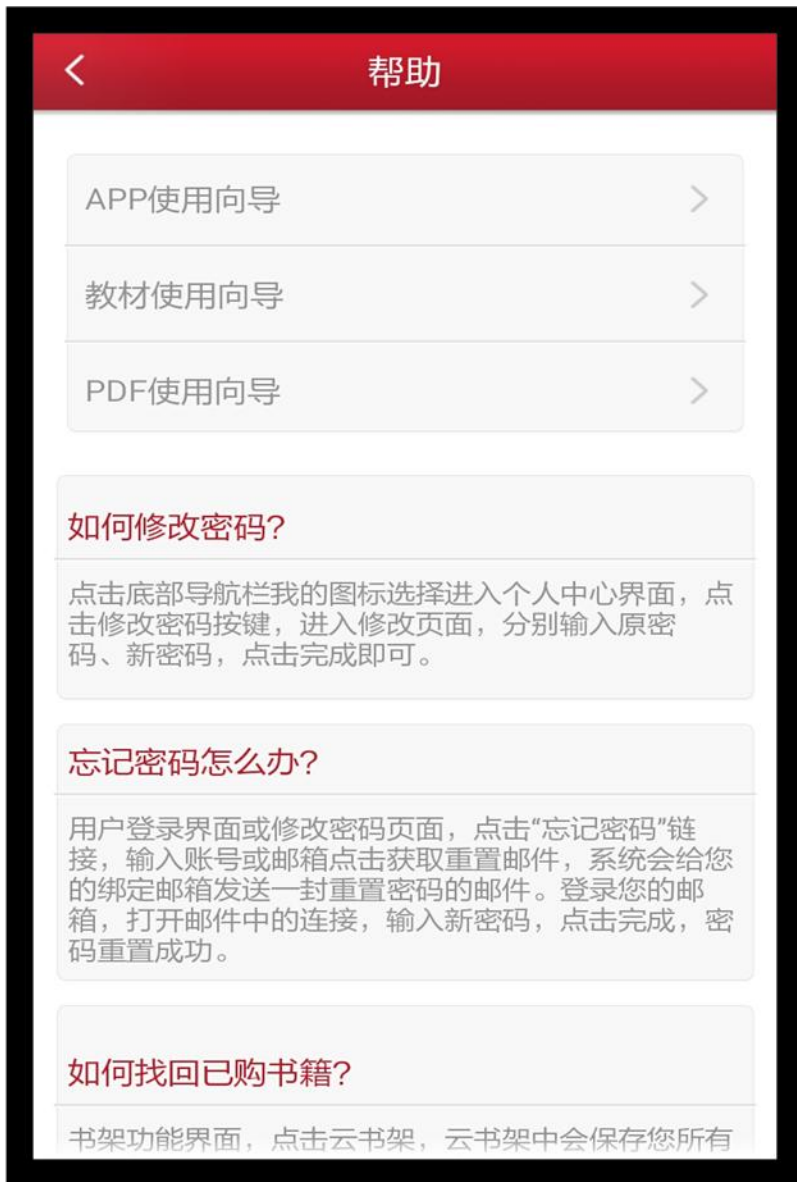 帮助
APP使用向导
教材使用向导
PDF使用向导
如何修改密码?
点击底部导航栏我的图标选择进入个人中心界面，点
击修改密码按键，进入修改页面，分别输入原密
码、新密码，点击完成即可。
忘记密码怎么办?
用户登录界面或修改密码页面，点击“忘记密码”链
接，输入账号或邮箱点击获取重置邮件，系统会给您
的绑定邮箱发送一封重置密码的邮件。登录您的邮
箱，打开邮件中的连接，输入新密码，点击完成，密
码重置成功。
如何找回已购书籍?
书架功能界面，点击云书架，云书架中会保存您所有